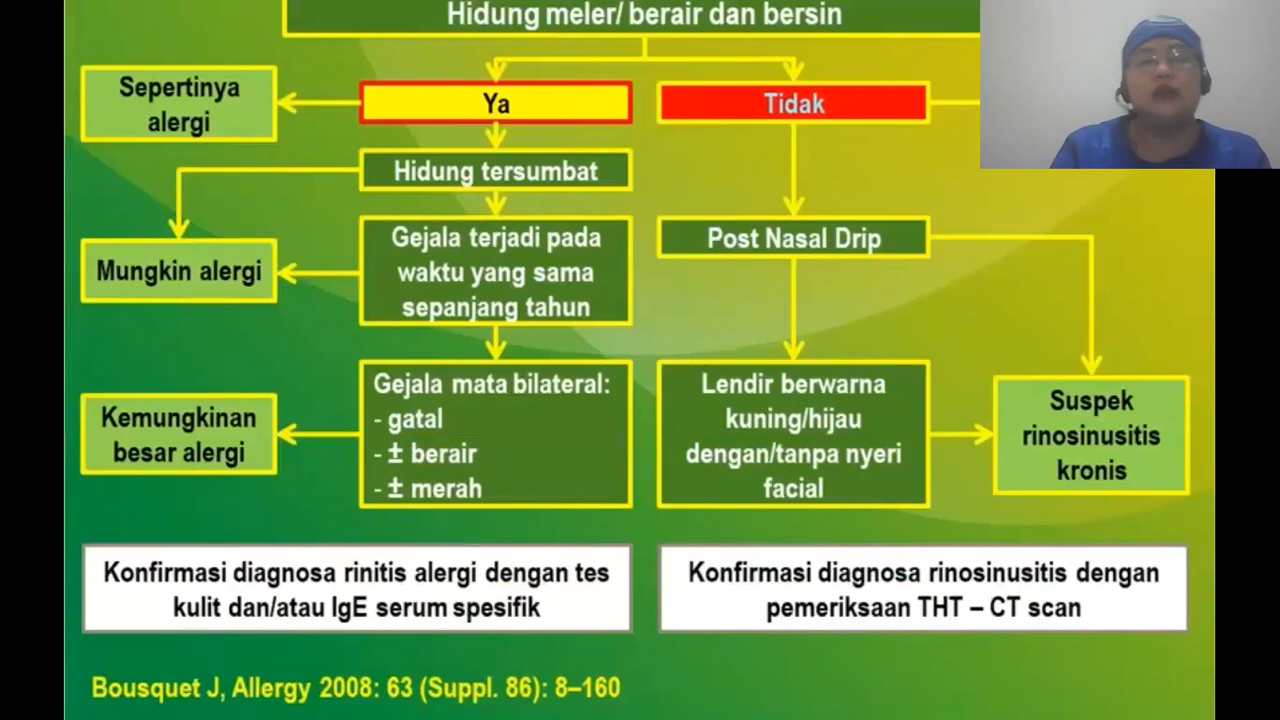 Hidung meler/ berair dan bersin
Sepertinya
alergi
Ya
Tidak
Hidung tersumbat
Mungkin alergi
Gejala terjadi pada
waktu yang sama
sepanjang tahun
Post Nasal Drip
Kemungkinan
besar alergi
Gejala mata bilateral:
- gatal
- ± berair
- ± merah
Lendir berwarna
kuning/hijau
dengan/tanpa nyeri
facial
Suspek
rinosinusitis
kronis
Konfirmasi diagnosa rinitis alergi dengan tes
kulit dan/atau IgE serum spesifik
Konfirmasi diagnosa rinosinusitis dengan
pemeriksaan THT – CT scan
Bousquet J, Allergy 2008: 63 (Suppl. 86): 8–160